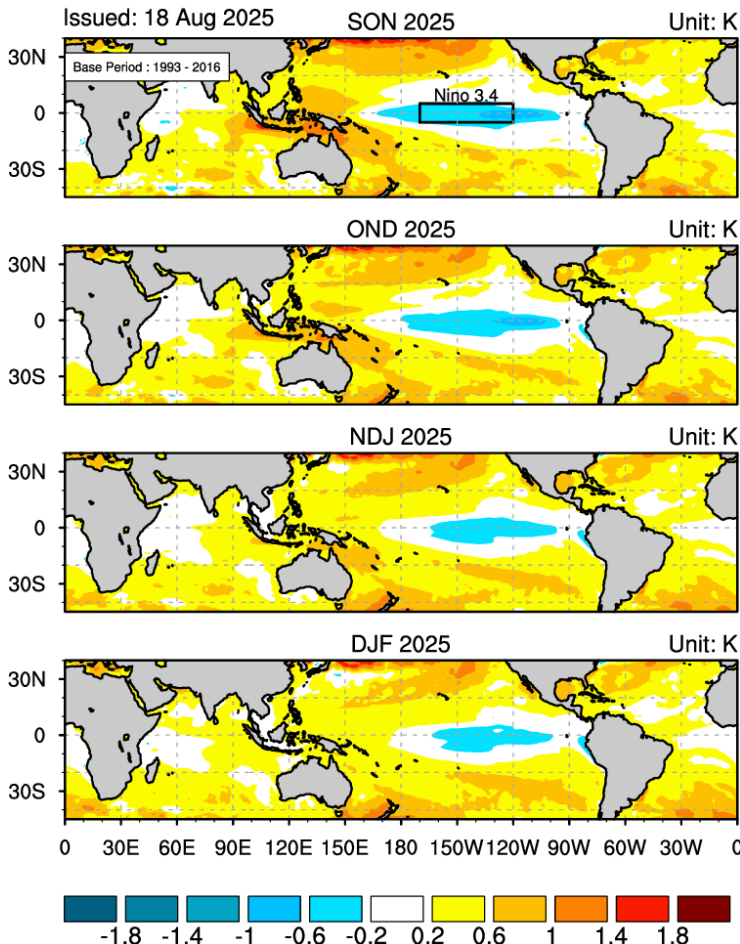 Issued: 18 Aug 2025 SON 2025 Unit: K
30N
Base Period : 1993 - 2016
Nino 3.4
0
30S
OND 2025 Unit: K
30N
0
30S
NDJ 2025 Unit: K
30N
0
30S
DJF 2025 Unit: K
30N
0
30S
0 30E 60E 90E 120E 150E 180 150W 120W 90W 60W 30W 0
-1.8 -1.4 -1 -0.6 -0.2 0.2 0.6 1 1.4 1.8